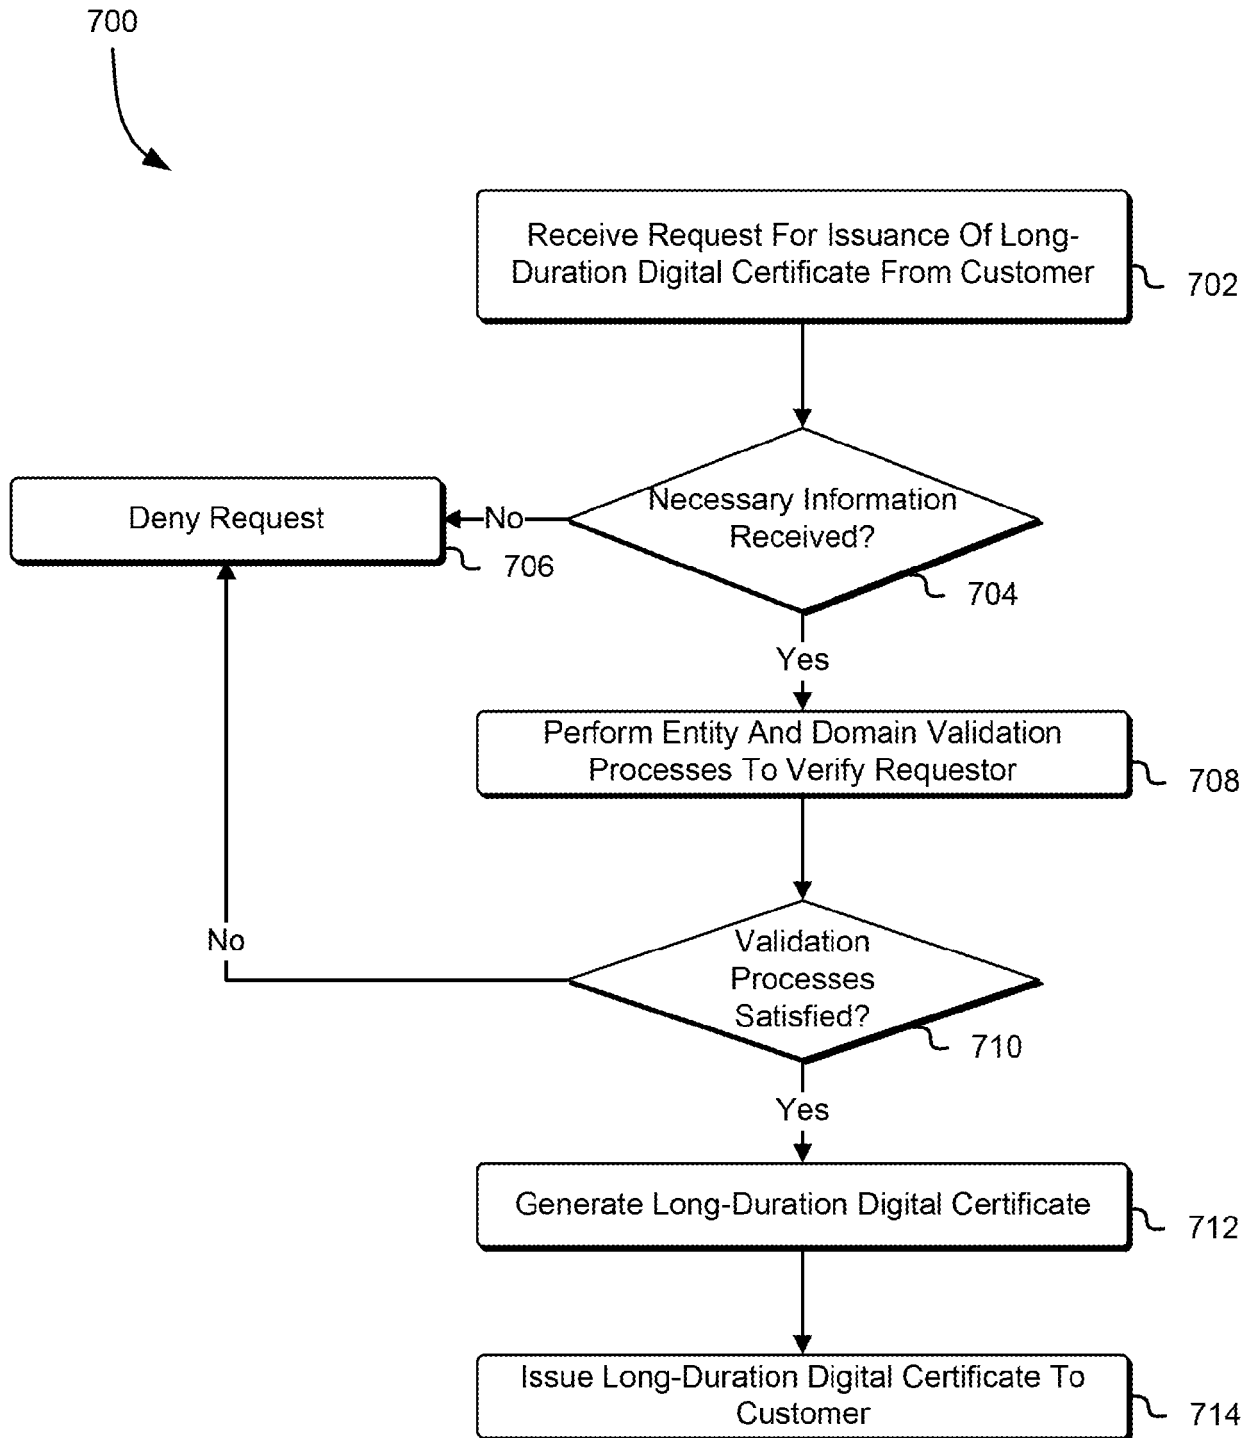 700
Receive Request For Issuance Of Long-
Duration Digital Certificate From Customer
702
Necessary Information
Received?
704
No
Deny Request
706
Yes
Perform Entity And Domain Validation
Processes To Verify Requestor
708
Validation
Processes
Satisfied?
710
No
Yes
Generate Long-Duration Digital Certificate
712
Issue Long-Duration Digital Certificate To
Customer
714